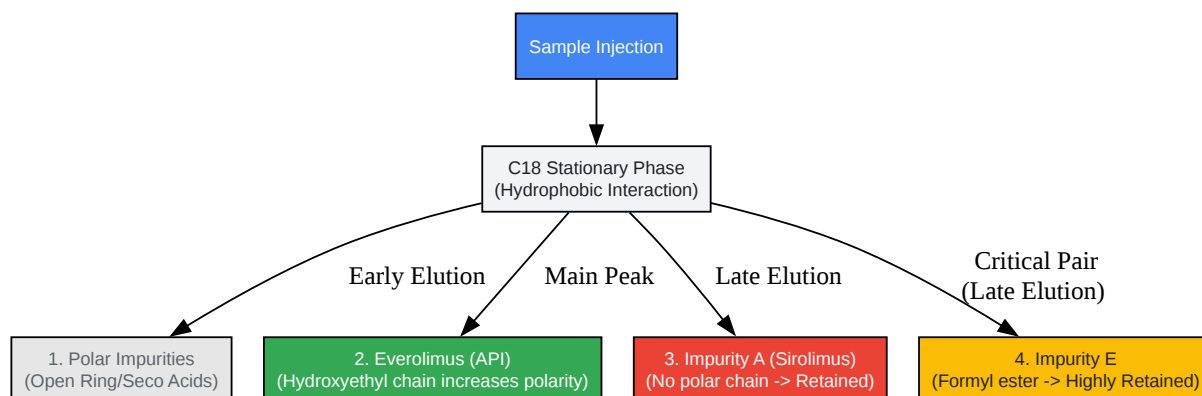 Sample Injection
C18 Stationary Phase
(Hydrophobic Interaction)
Early Elution
Main Peak
Late Elution
Critical Pair
(Late Elution)
1. Polar Impurities
(Open Ring/Seco Acids)
2. Everolimus (API)
(Hydroxyethyl chain increases polarity)
3. Impurity A (Sirolimus)
(No polar chain -> Retained)
4. Impurity E
(Formyl ester -> Highly Retained)